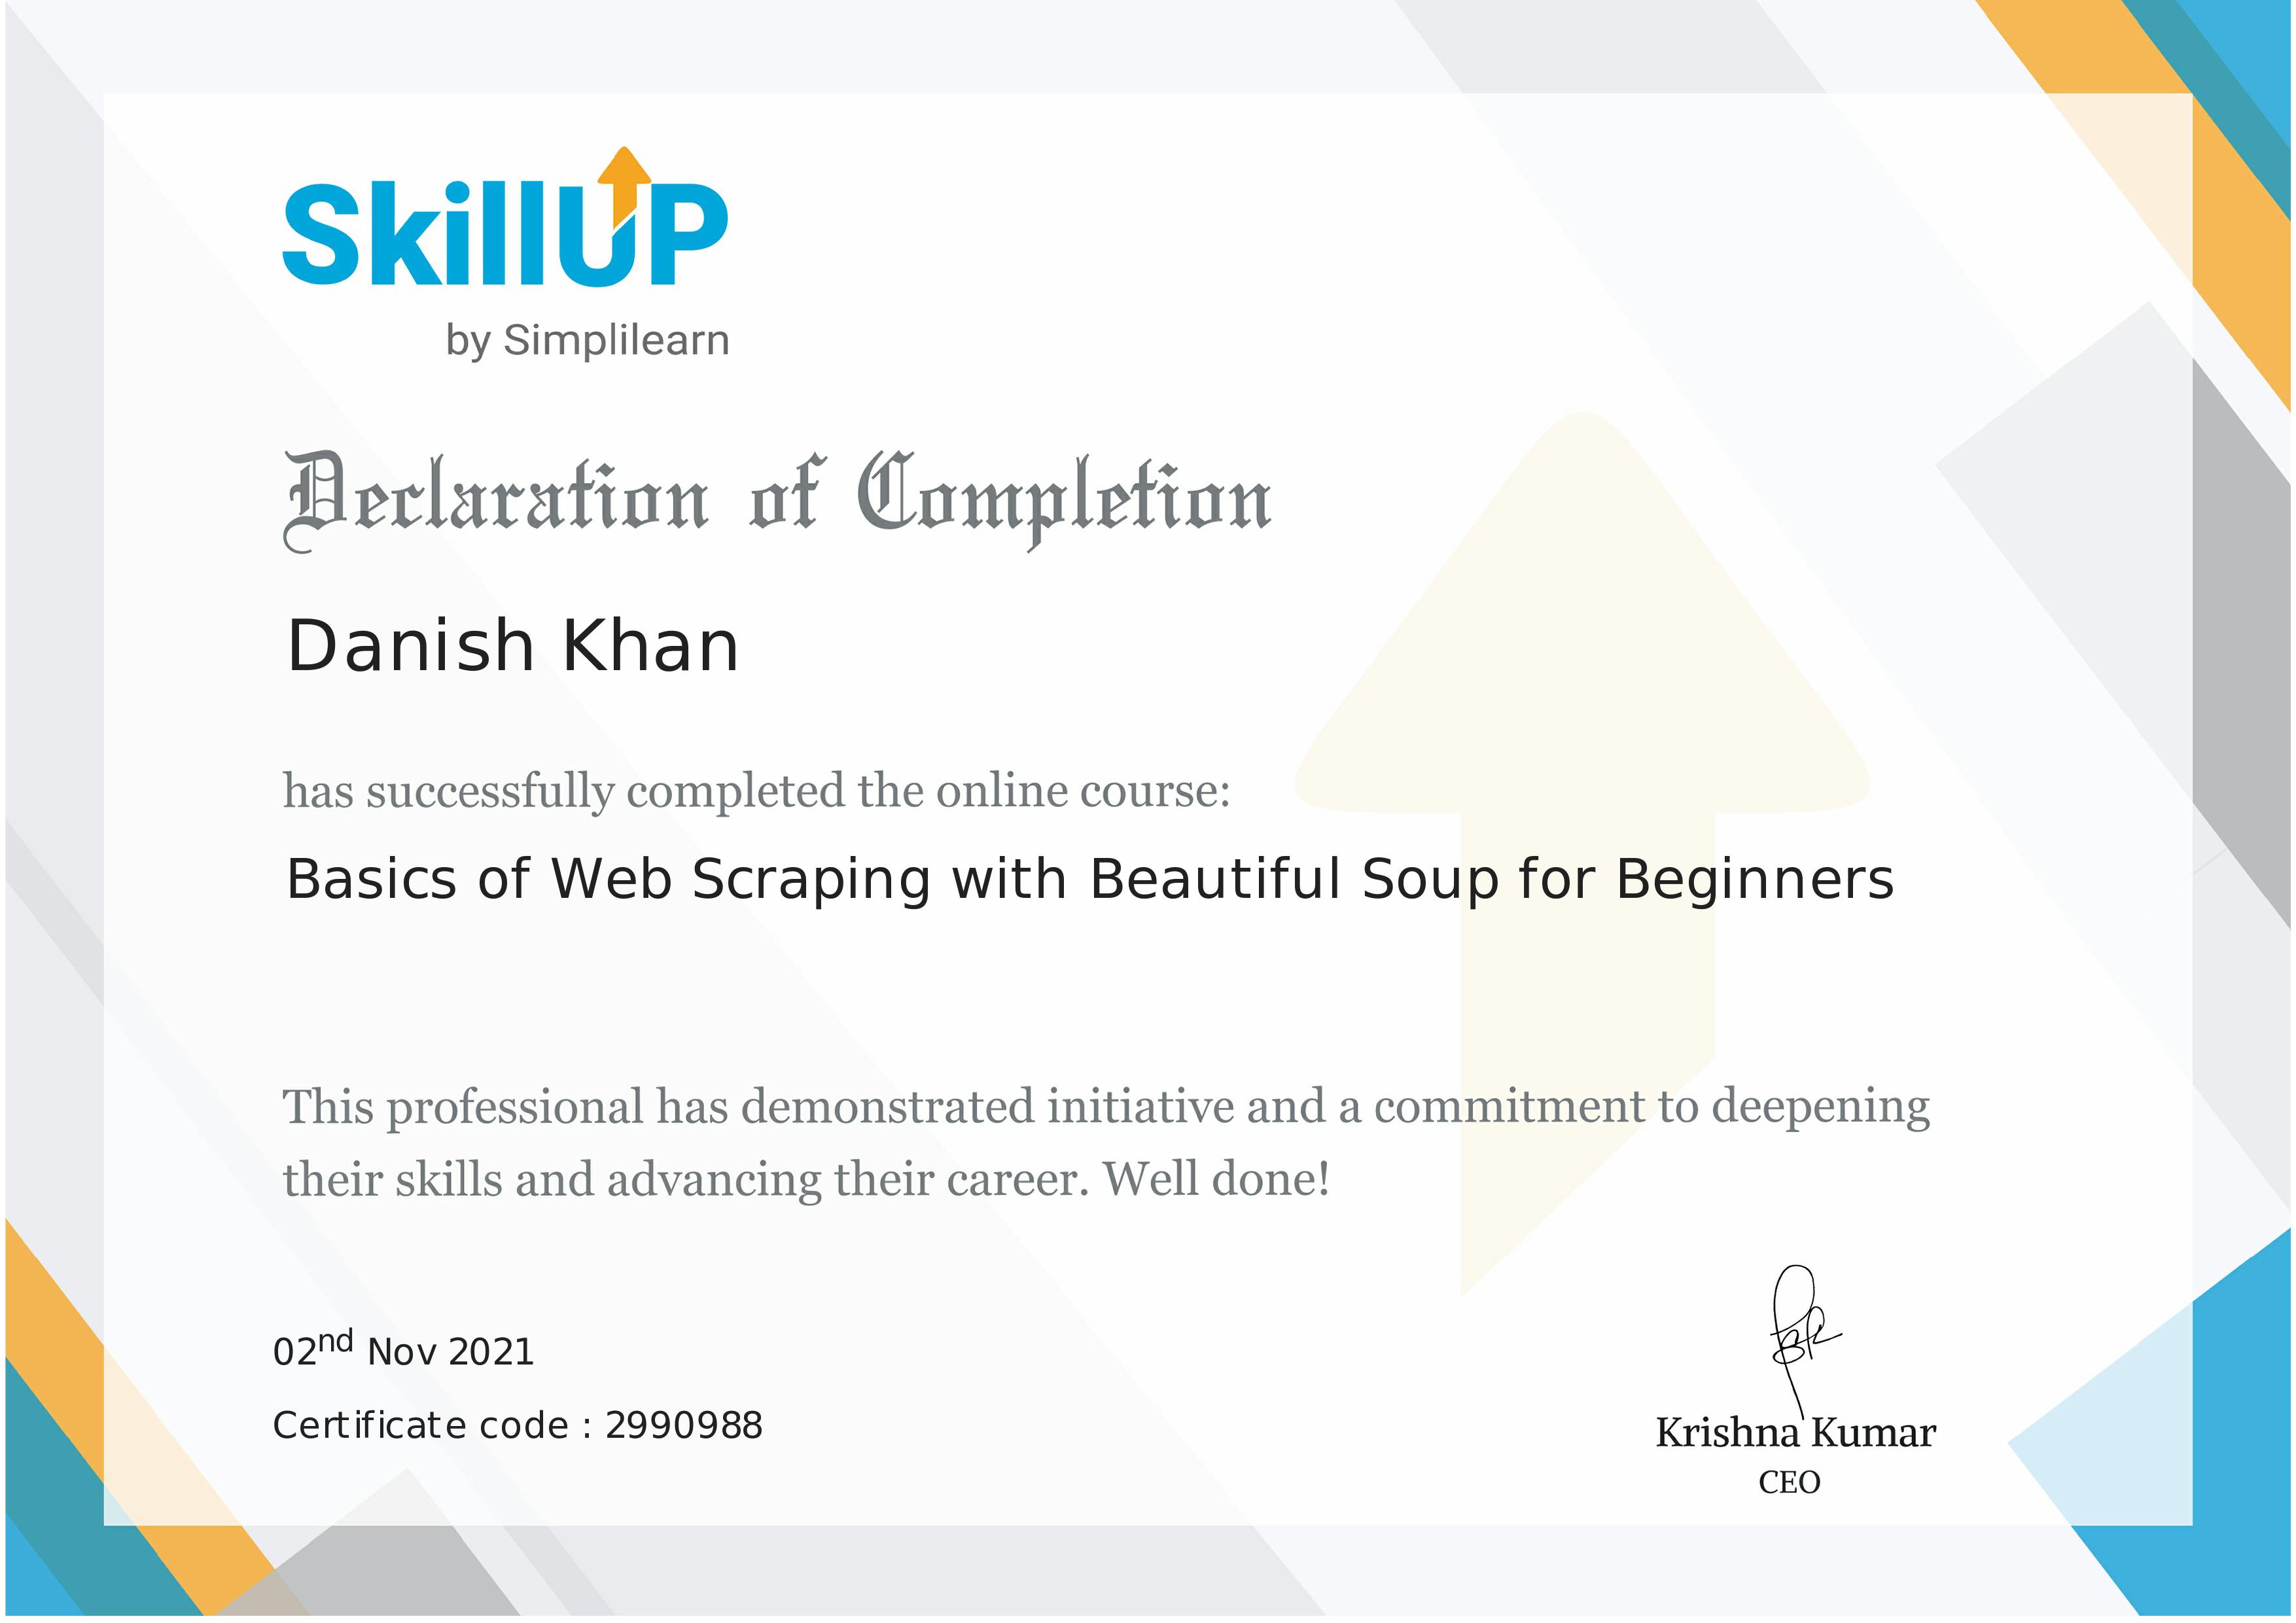 SkillUP
by Simplilearn
Declaration of Completion
Danish Khan
has successfully completed the online course:
Basics of Web Scraping with Beautiful Soup for Beginners
This professional has demonstrated initiative and a commitment to deepening
their skills and advancing their career. Well done!
02nd Nov 2021
Certificate code : 2990988
Krishna Kumar
CEO